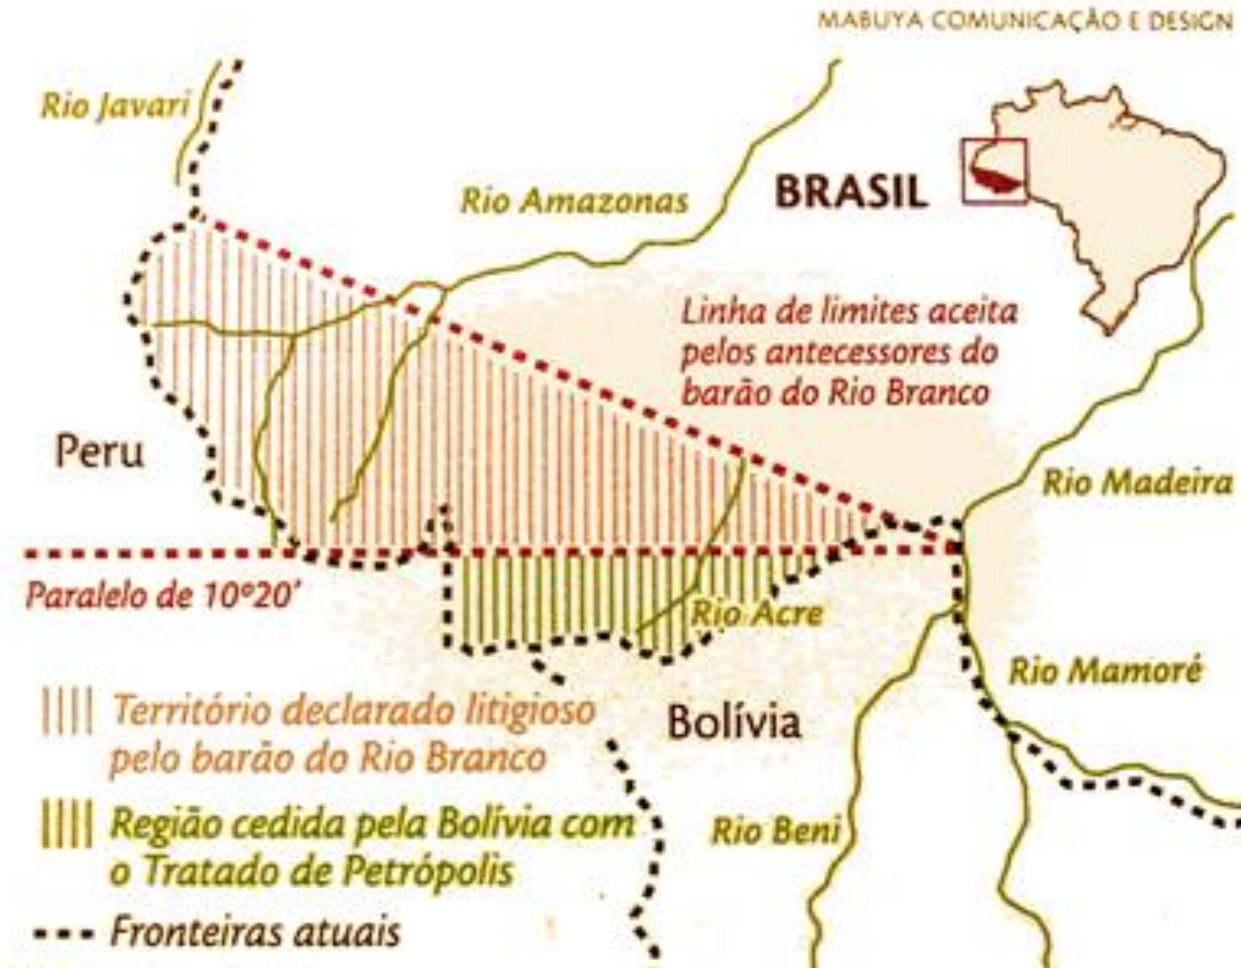 MABUYA COMUNICAÇÃO E DESIGN
Rio Javari
Rio Amazonas
BRASIL
Linha de limites aceita
pelos antecessores do
barão do Rio Branco
Peru
Rio Madeira
Paralelo de 10º20'
Rio Acre
Rio Mamoré
Bolívia
Território declarado litigioso
pelo barão do Rio Branco
Região cedida pela Bolívia com
o Tratado de Petrópolis
Rio Beni
Fronteiras atuais